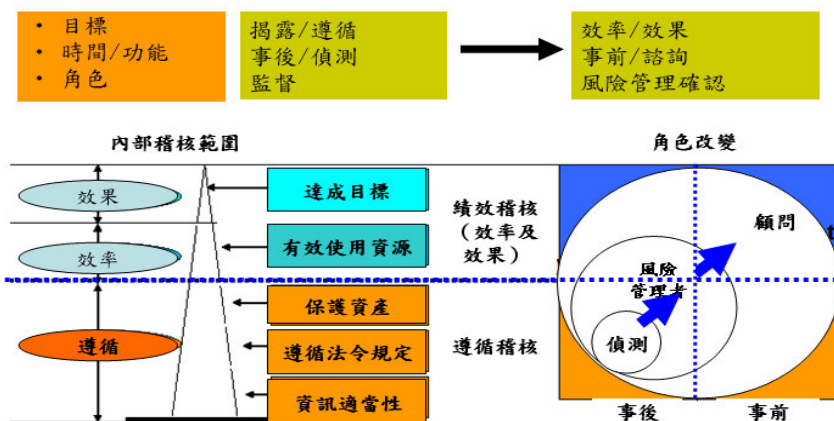 • 目標
• 時間/功能
• 角色
揭露/遵循
事後/偵測
監督
效率/效果
事前/諮詢
風險管理確認
內部稽核範圍
角色改變
效果
達成目標
績效稽核
(效率及
效果)
顧問
t
效率
有效使用資源
風險
管理者
保護資產
遵循
遵循法令規定
遵循稽核
偵測
資訊適當性
事後
事前